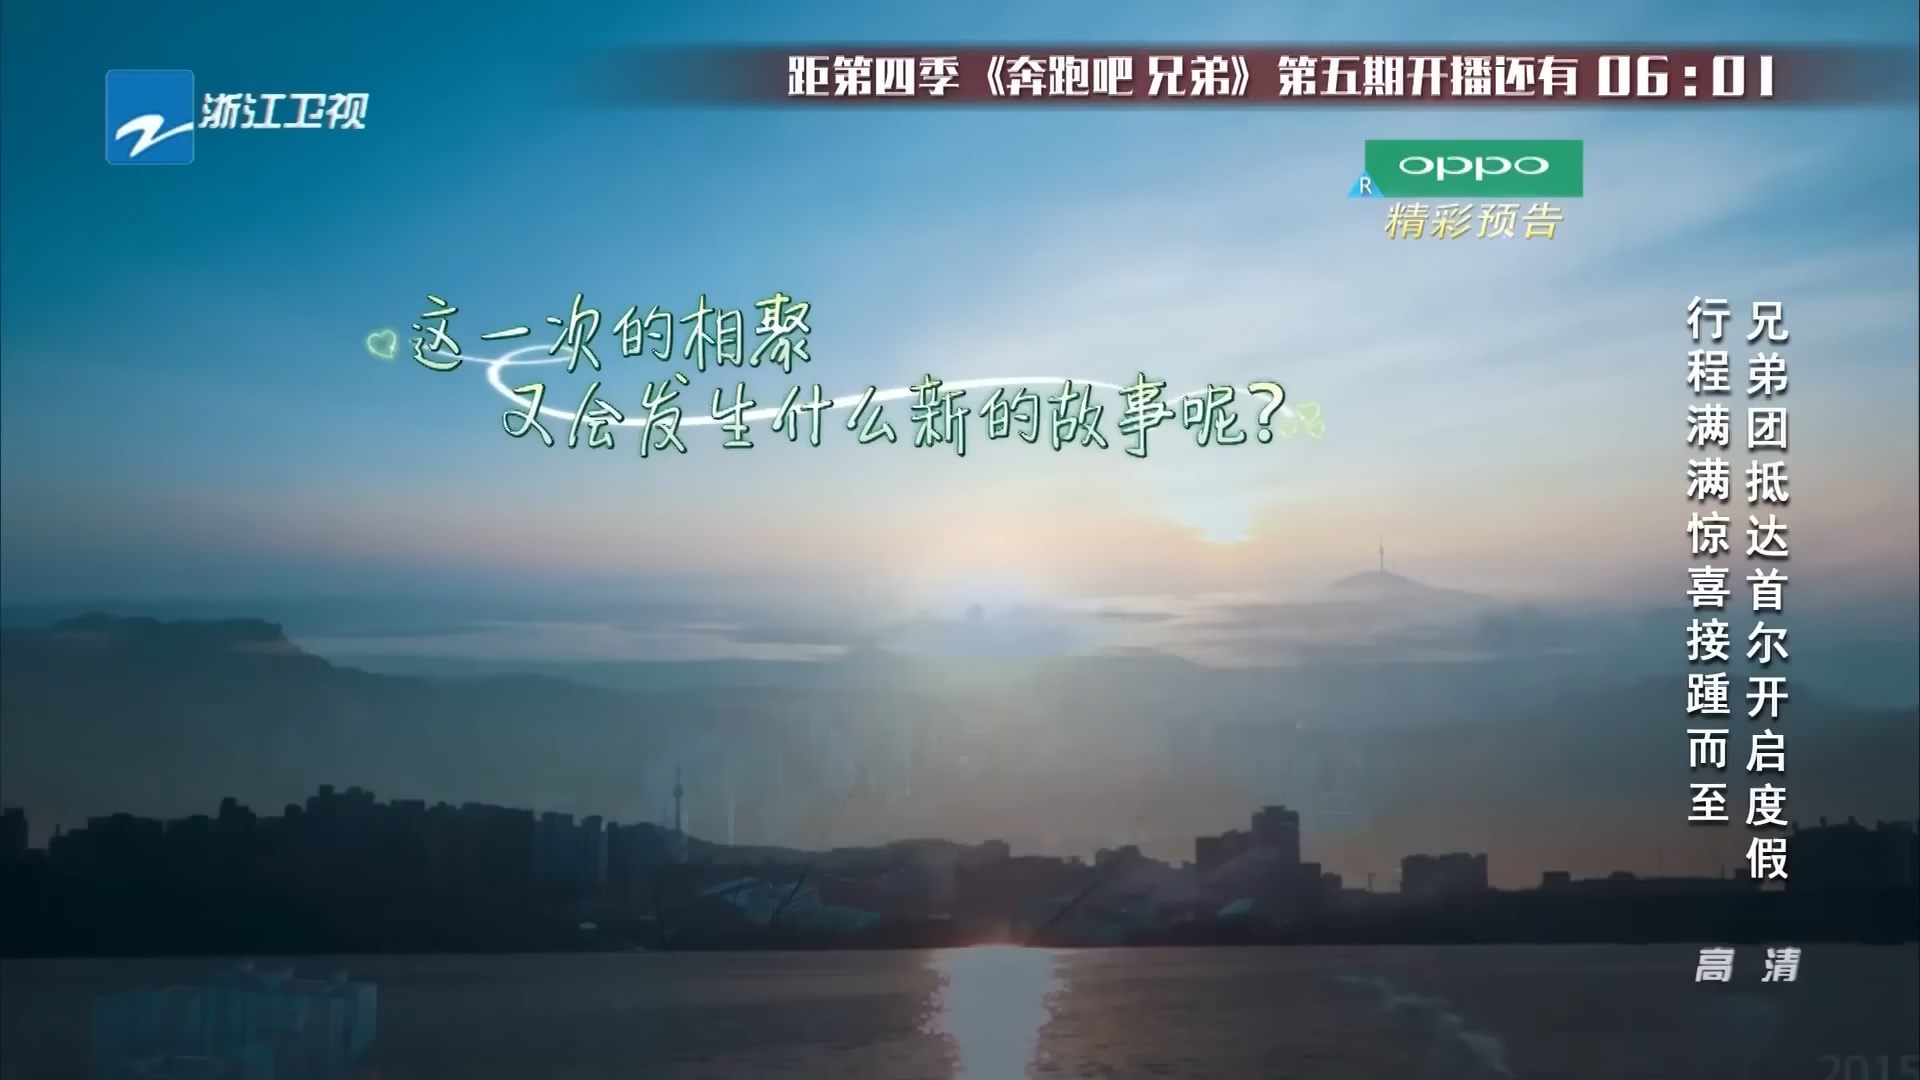 距第四季《奔跑吧 兄弟》第五期开播还有 06:01
浙江卫视
oppo
R
精彩预告
这一次的相聚
又会发生什么新的故事呢?
兄弟团抵达首尔开启度假
行程满满惊喜接踵而至
高清
2015